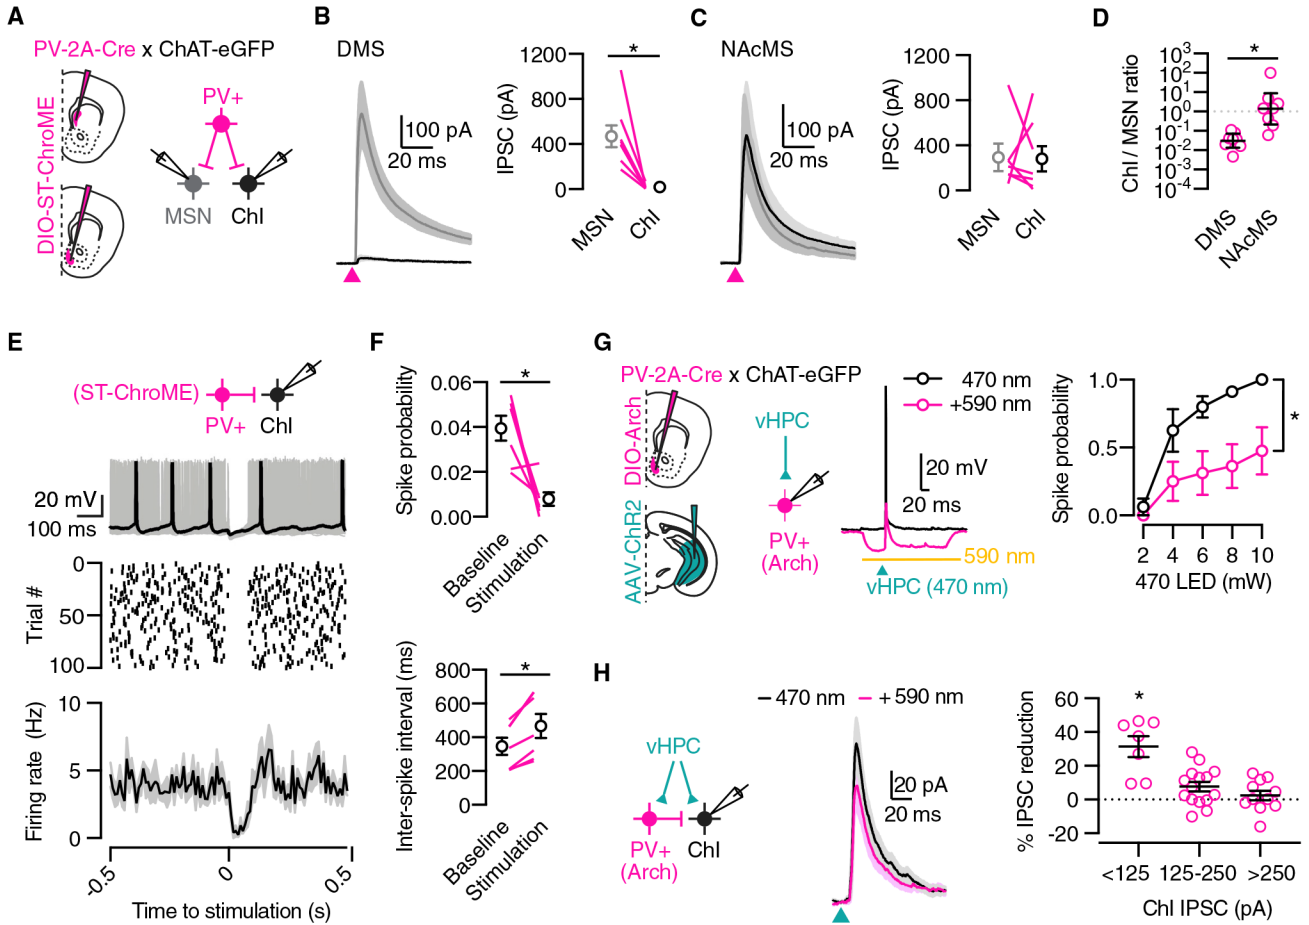 A
PV-2A-Cre x ChAT-eGFP
DIO-ST-ChroME
PV+
MSN
ChI
B
DMS
100 pA
20 ms
IPSC (pA)
1200
800
400
0
*
MSN
ChI
C
NAcMS
100 pA
20 ms
IPSC (pA)
1200
800
400
0
MSN
ChI
D
ChI / MSN ratio
10³
10²
10¹
10⁰
10⁻¹
10⁻²
10⁻³
10⁻⁴
*
DMS
NAcMS
E
(ST-ChroME)
PV+
ChI
20 mV
100 ms
Trial #
0
50
100
Firing rate (Hz)
10
5
0
-0.5
0
0.5
Time to stimulation (s)
F
Spike probability
0.06
0.04
0.02
0.00
*
Baseline
Stimulation
Inter-spike interval (ms)
800
600
400
200
0
*
Baseline
Stimulation
G
PV-2A-Cre x ChAT-eGFP
DIO-Arch
AAV-ChR2
vHPC
PV+
(Arch)
470 nm
+590 nm
20 mV
20 ms
590 nm
vHPC (470 nm)
Spike probability
1.0
0.5
0.0
*
2 4 6 8 10
470 LED (mW)
H
vHPC
PV+
(Arch)
ChI
470 nm
+ 590 nm
20 pA
20 ms
% IPSC reduction
60
40
20
0
-20
*
<125 125-250 >250
ChI IPSC (pA)